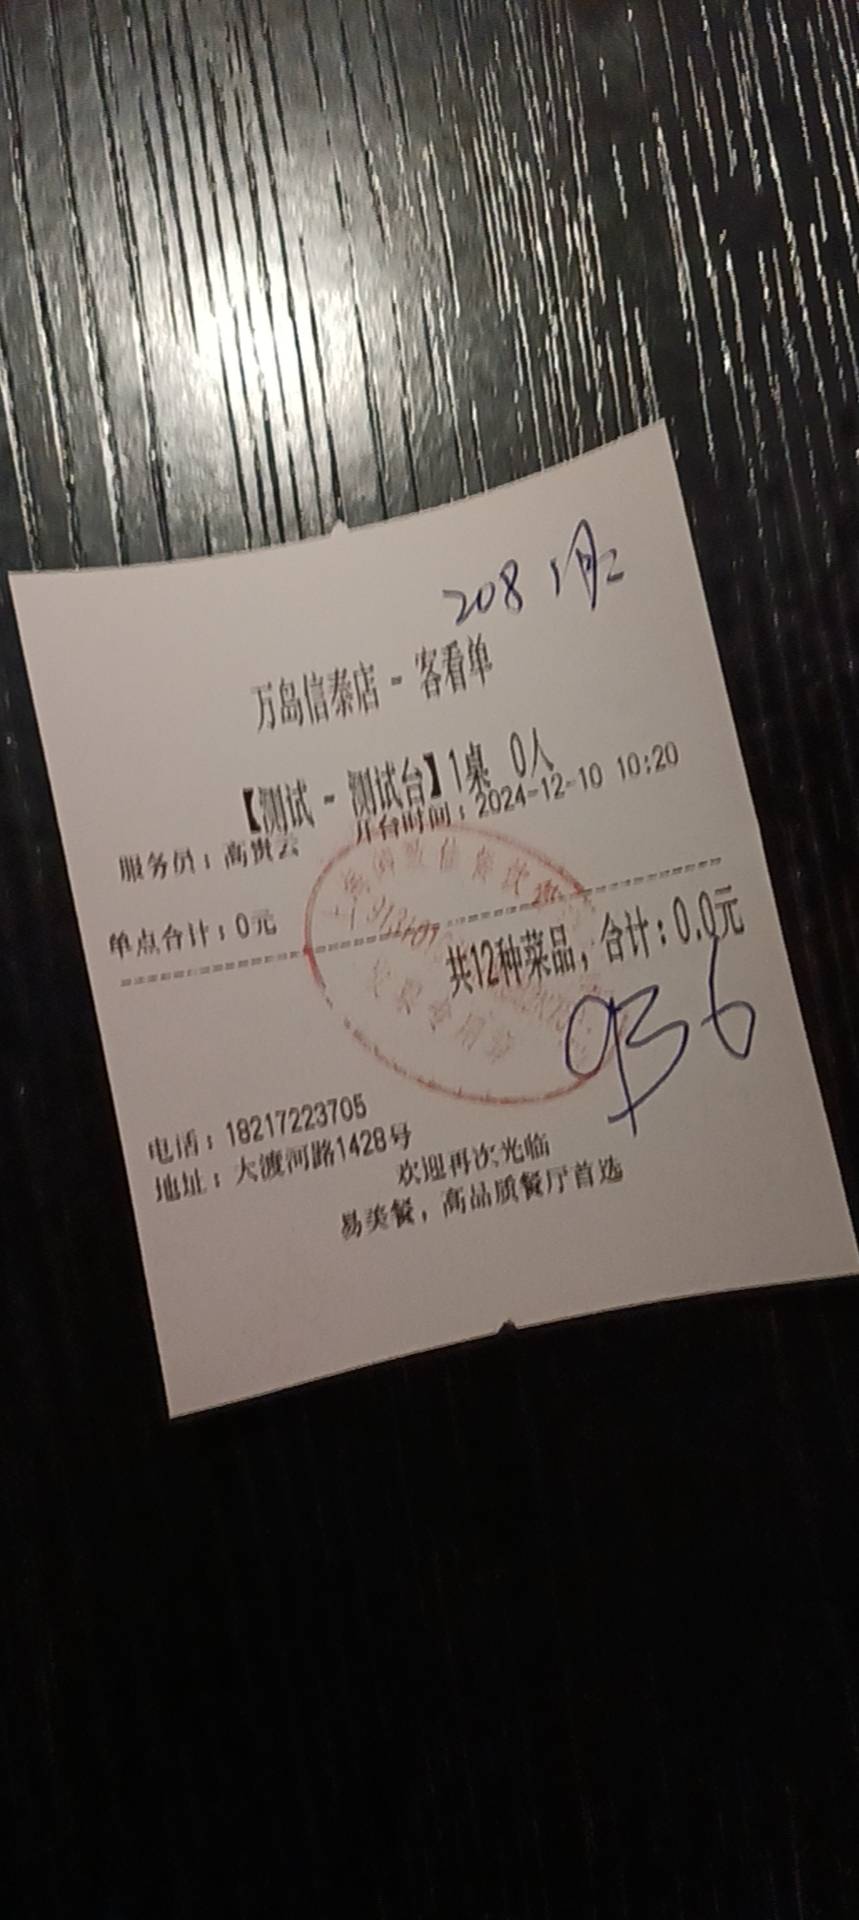 208
万岛信泰店 - 客看单
【测试 - 测试台】1桌 0人
服务员：高贵云 开台时间：2024-12-10 10:20
单点合计：0元
共12种菜品，合计：0.0元
936
电话：18217223705
地址：大渡河路1428号
欢迎再次光临
易美餐，高品质餐厅首选